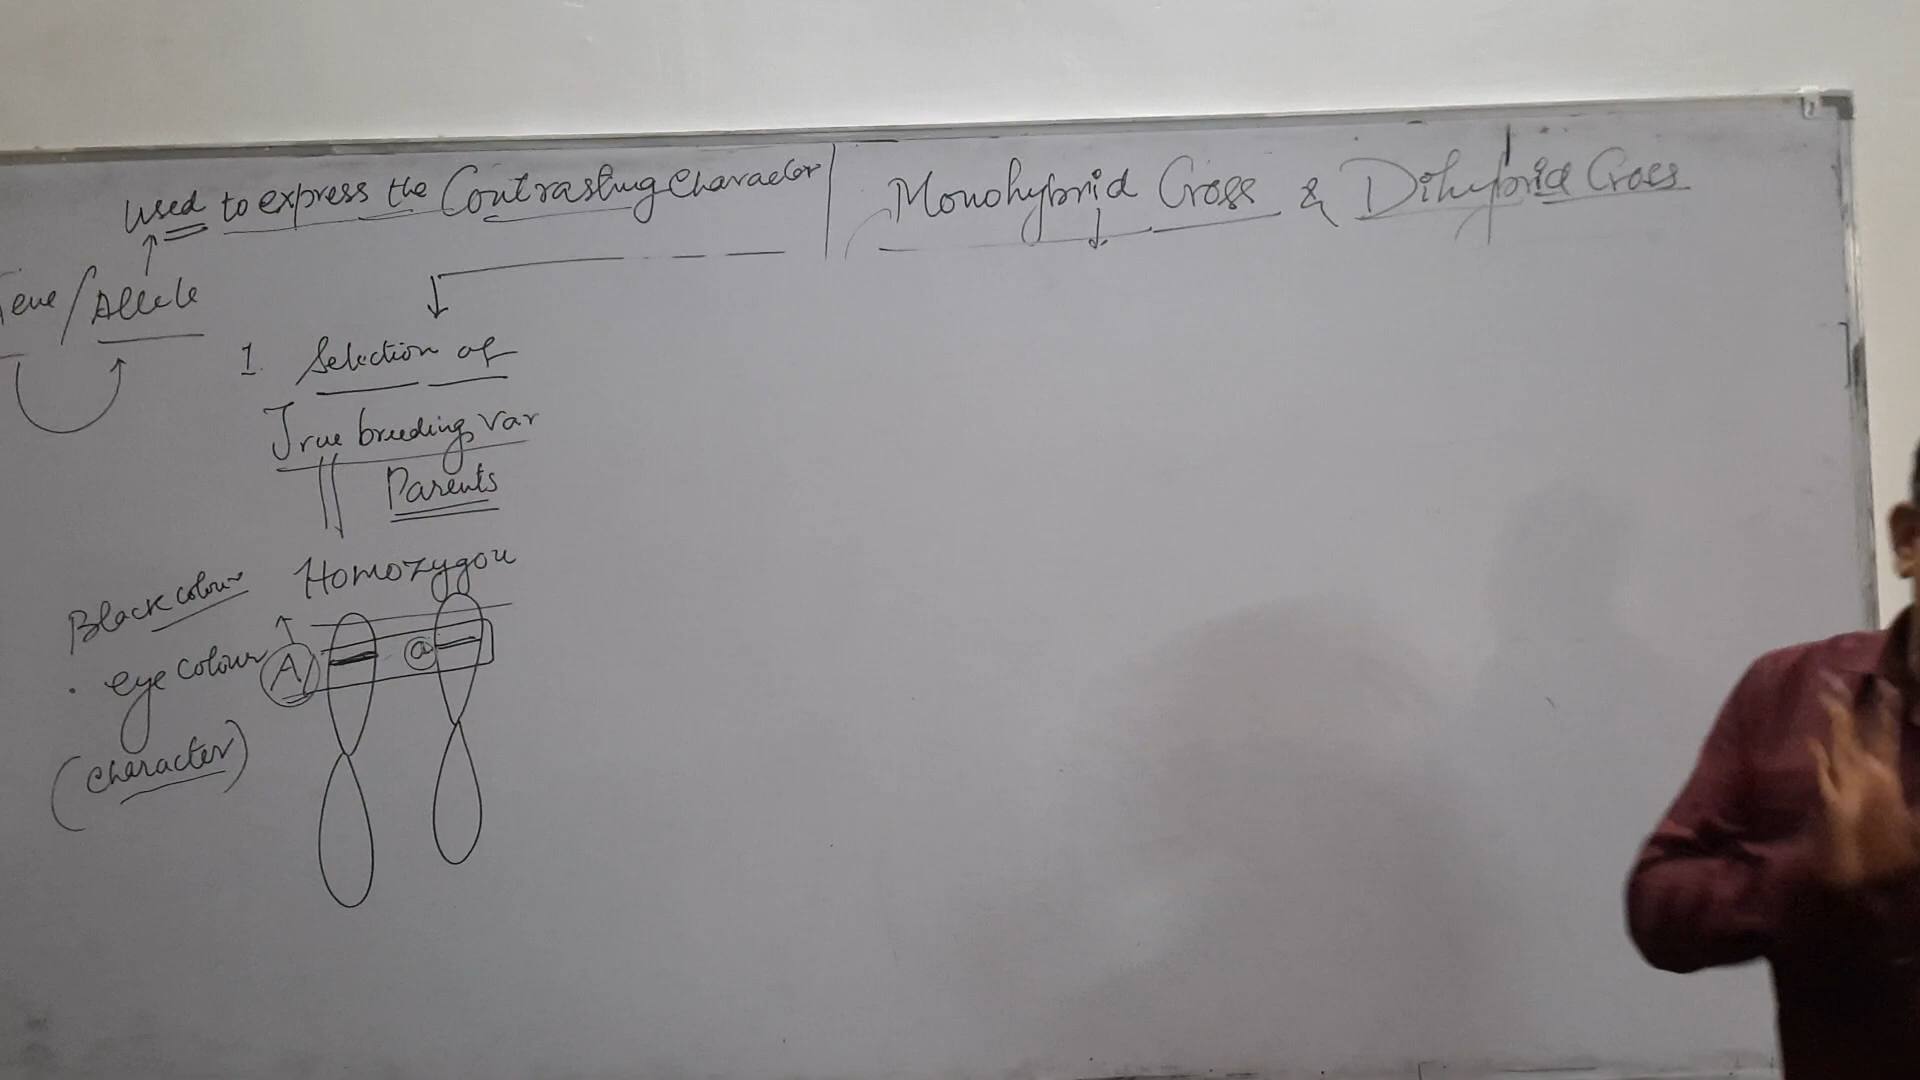 used to express the Contrasting Character
Monohybrid Cross & Dihybrid Cross
ene/Allele
1. Selection of
True breeding var
Parents
Homozygou
Black colour
. eye colour
(character)
A
a